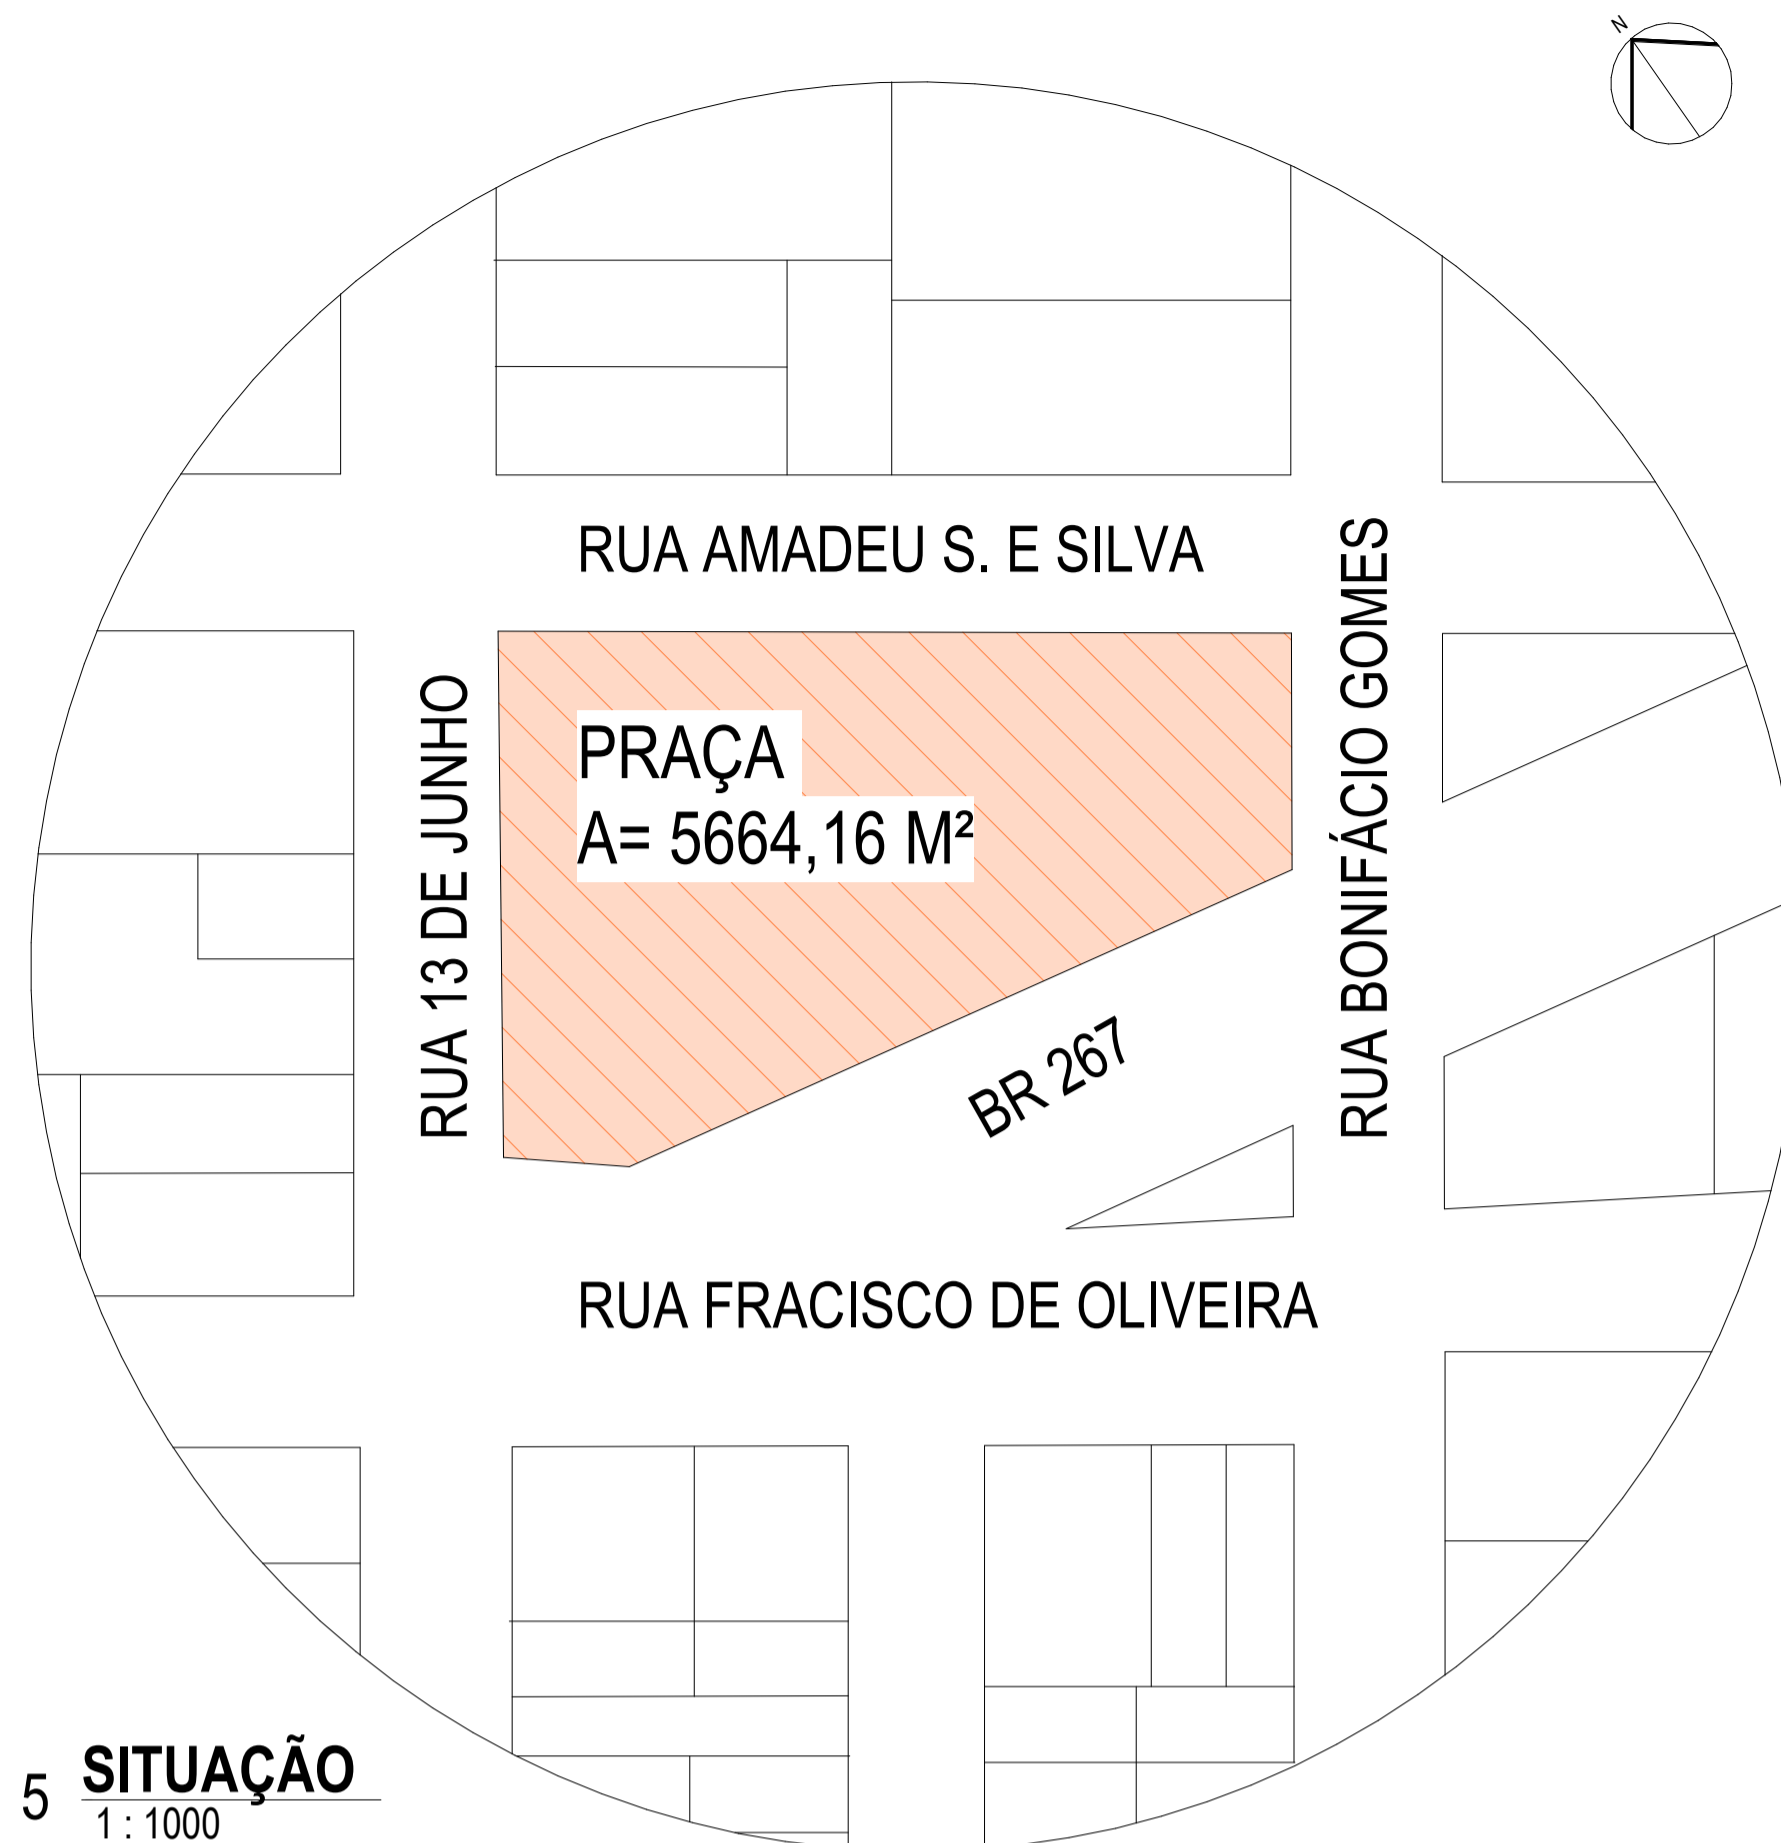 N
RUA AMADEU S. E SILVA
RUA BONIFÁCIO GOMES
RUA 13 DE JUNHO
PRAÇA
A= 5664,16 M²
BR 267
RUA FRACISCO DE OLIVEIRA
5 SITUAÇÃO
1 : 1000